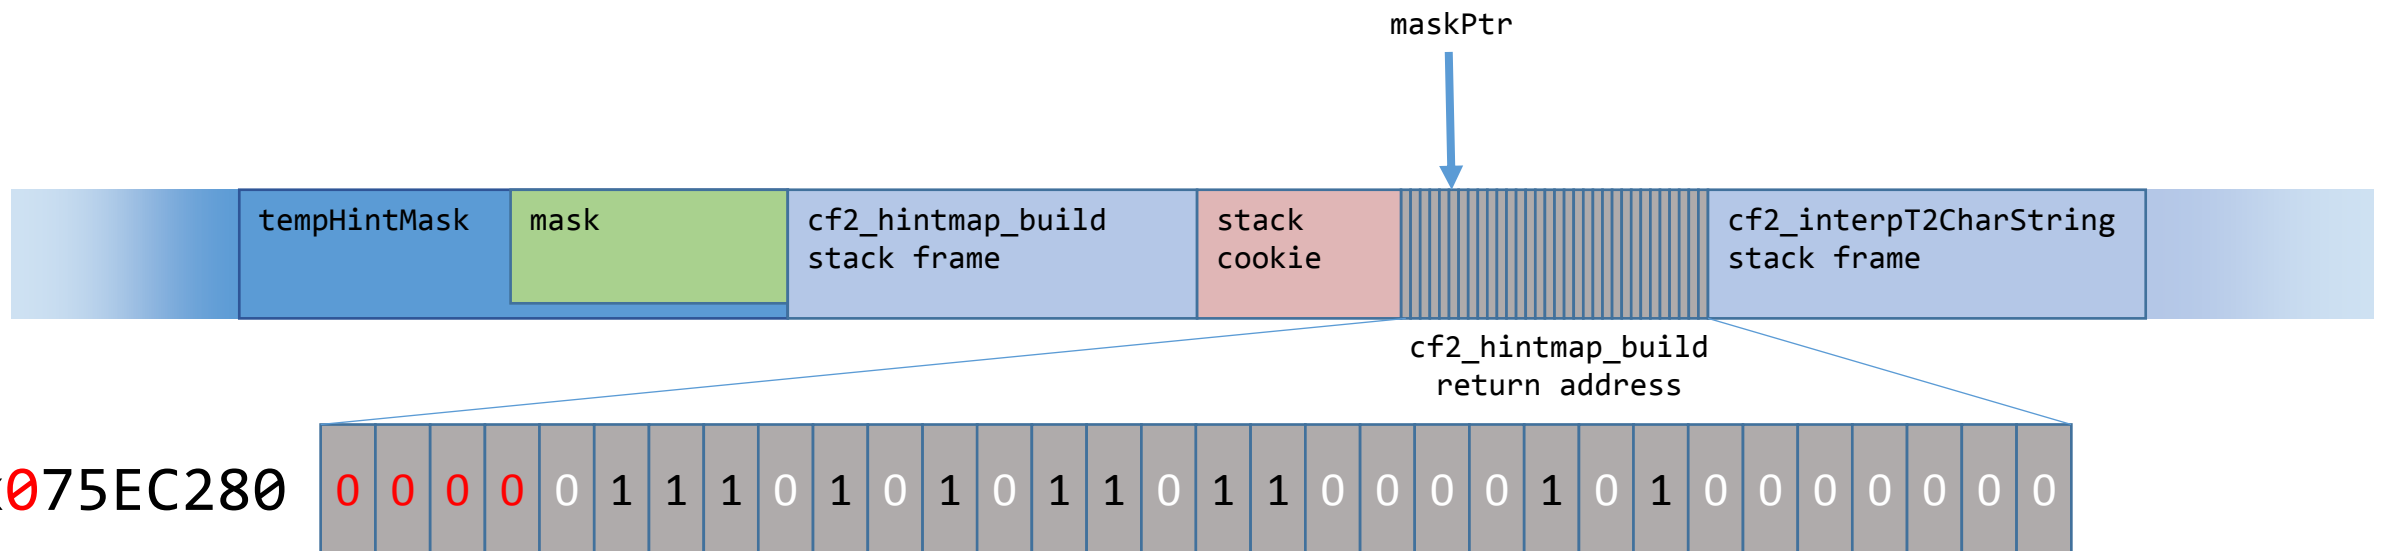 maskPtr
tempHintMask
mask
cf2_hintmap_build
stack frame
stack
cookie
cf2_interpT2CharString
stack frame
cf2_hintmap_build
return address
075EC280
0 0 0 0 0 1 1 1 0 1 0 1 0 1 1 0 1 1 0 0 0 0 1 0 1 0 0 0 0 0 0 0